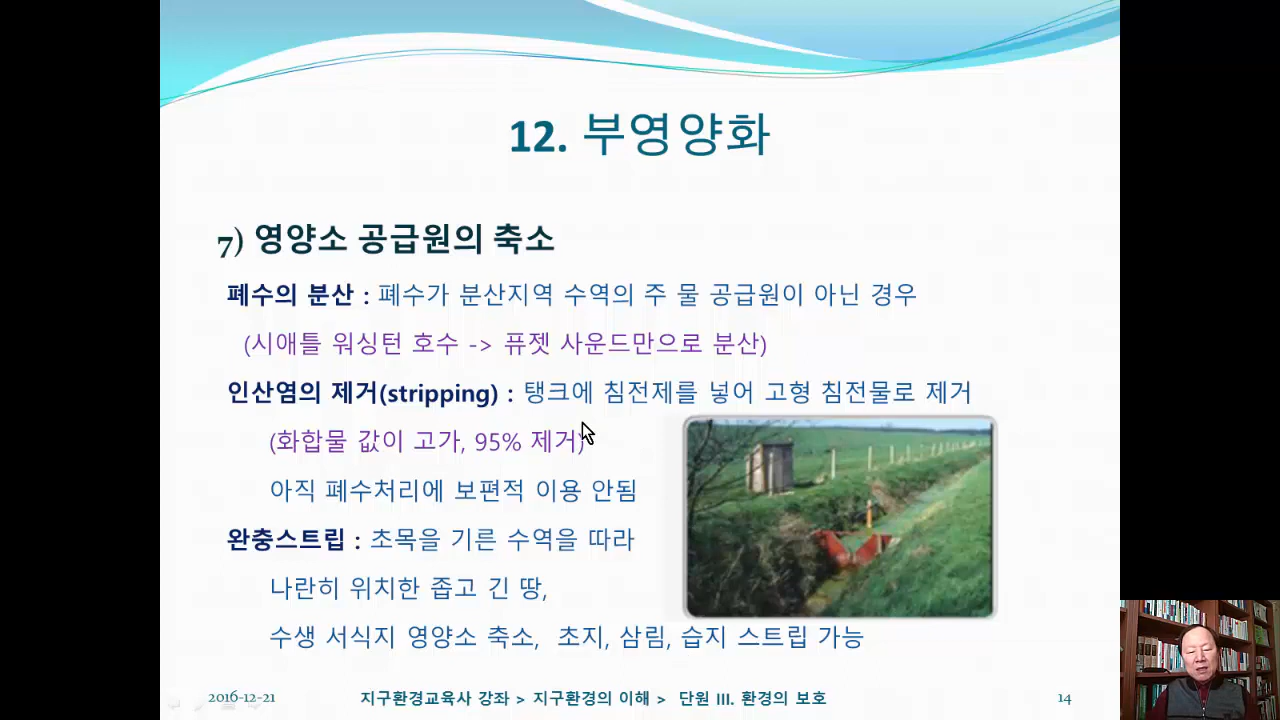 12. 부영양화
7) 영양소 공급원의 축소
폐수의 분산 : 폐수가 분산지역 수역의 주 물 공급원이 아닌 경우
(시애틀 워싱턴 호수 -> 퓨젯 사운드만으로 분산)
인산염의 제거(stripping) : 탱크에 침전제를 넣어 고형 침전물로 제거
(화합물 값이 고가, 95% 제거)
아직 폐수처리에 보편적 이용 안됨
완충스트립 : 초목을 기른 수역을 따라
나란히 위치한 좁고 긴 땅,
수생 서식지 영양소 축소, 초지, 삼림, 습지 스트립 가능
2016-12-21 지구환경교육사 강좌 > 지구환경의 이해 > 단원 III. 환경의 보호 14